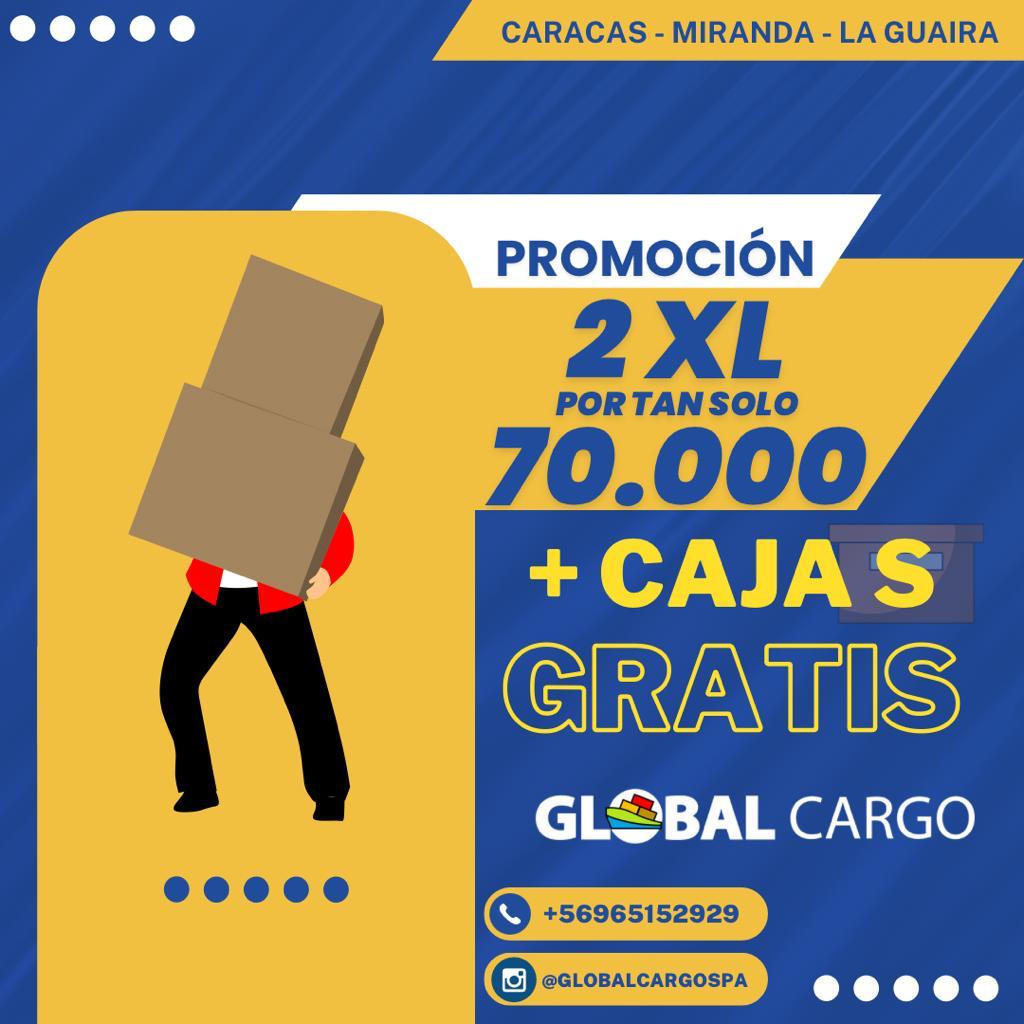 CARACAS - MIRANDA - LA GUAIRA
PROMOCIÓN
2 XL
POR TAN SOLO
70.000
+ CAJA S
GRATIS
GLOBAL CARGO
+56965152929
@GLOBALCARGOSPA